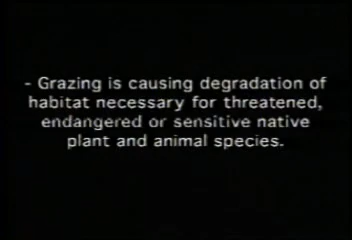 - Grazing is causing degradation of
habitat necessary for threatened,
endangered or sensitive native
plant and animal species.